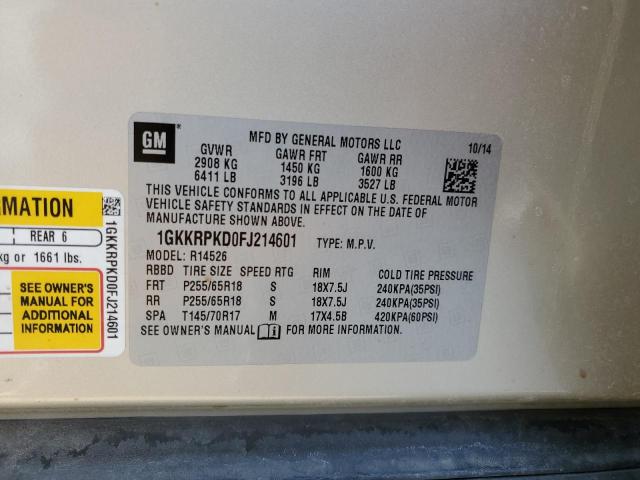 GM
MFD BY GENERAL MOTORS LLC
10/14
GVWR GAWR FRT GAWR RR
2908 KG 1450 KG 1600 KG
6411 LB 3196 LB 3527 LB
THIS VEHICLE CONFORMS TO ALL APPLICABLE U.S. FEDERAL MOTOR
VEHICLE SAFETY STANDARDS IN EFFECT ON THE DATE OF
MANUFACTURE SHOWN ABOVE.
1GKKRPKD0FJ214601 TYPE: M.P.V.
MODEL: R14526
RBBD TIRE SIZE SPEED RTG RIM COLD TIRE PRESSURE
FRT P255/65R18 S 18X7.5J 240KPA(35PSI)
RR P255/65R18 S 18X7.5J 240KPA(35PSI)
SPA T145/70R17 M 17X4.5B 420KPA(60PSI)
SEE OWNER'S MANUAL FOR MORE INFORMATION.
RMATION
REAR 6
kg or 1661 lbs.
SEE OWNER'S
MANUAL FOR
ADDITIONAL
INFORMATION
1GKKRPKD0FJ214601